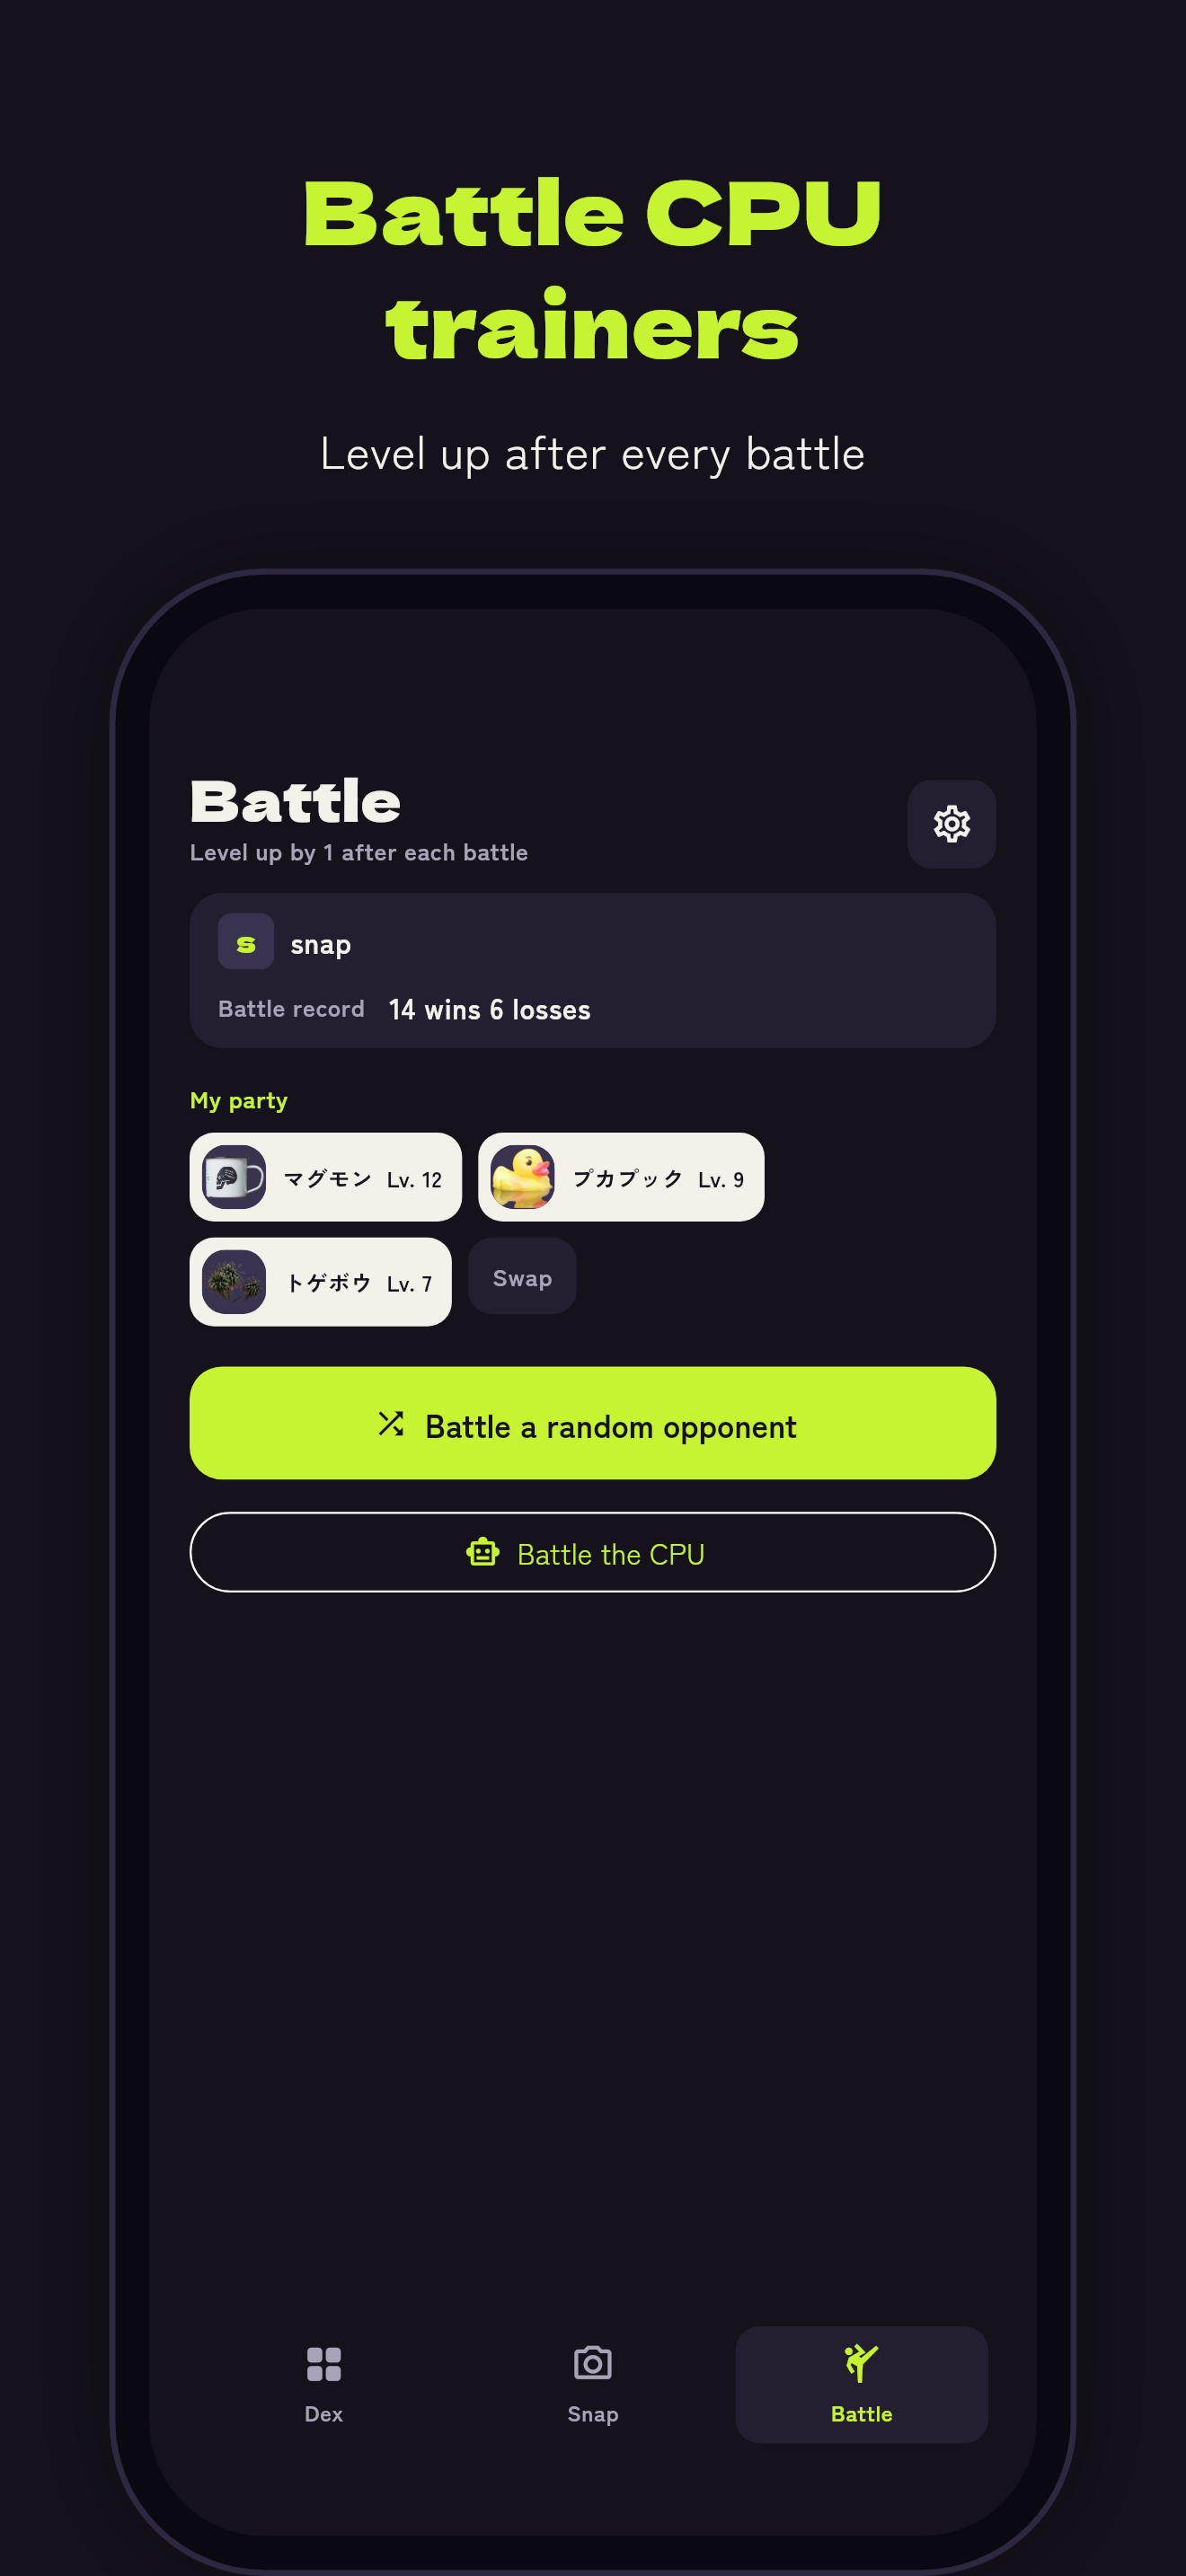 Battle CPU
trainers
Level up after every battle
Battle
Level up by 1 after each battle
s snap
Battle record 14 wins 6 losses
My party
マグモン Lv. 12 プカプック Lv. 9
トゲボウ Lv. 7 Swap
Battle a random opponent
Battle the CPU
Dex Snap Battle